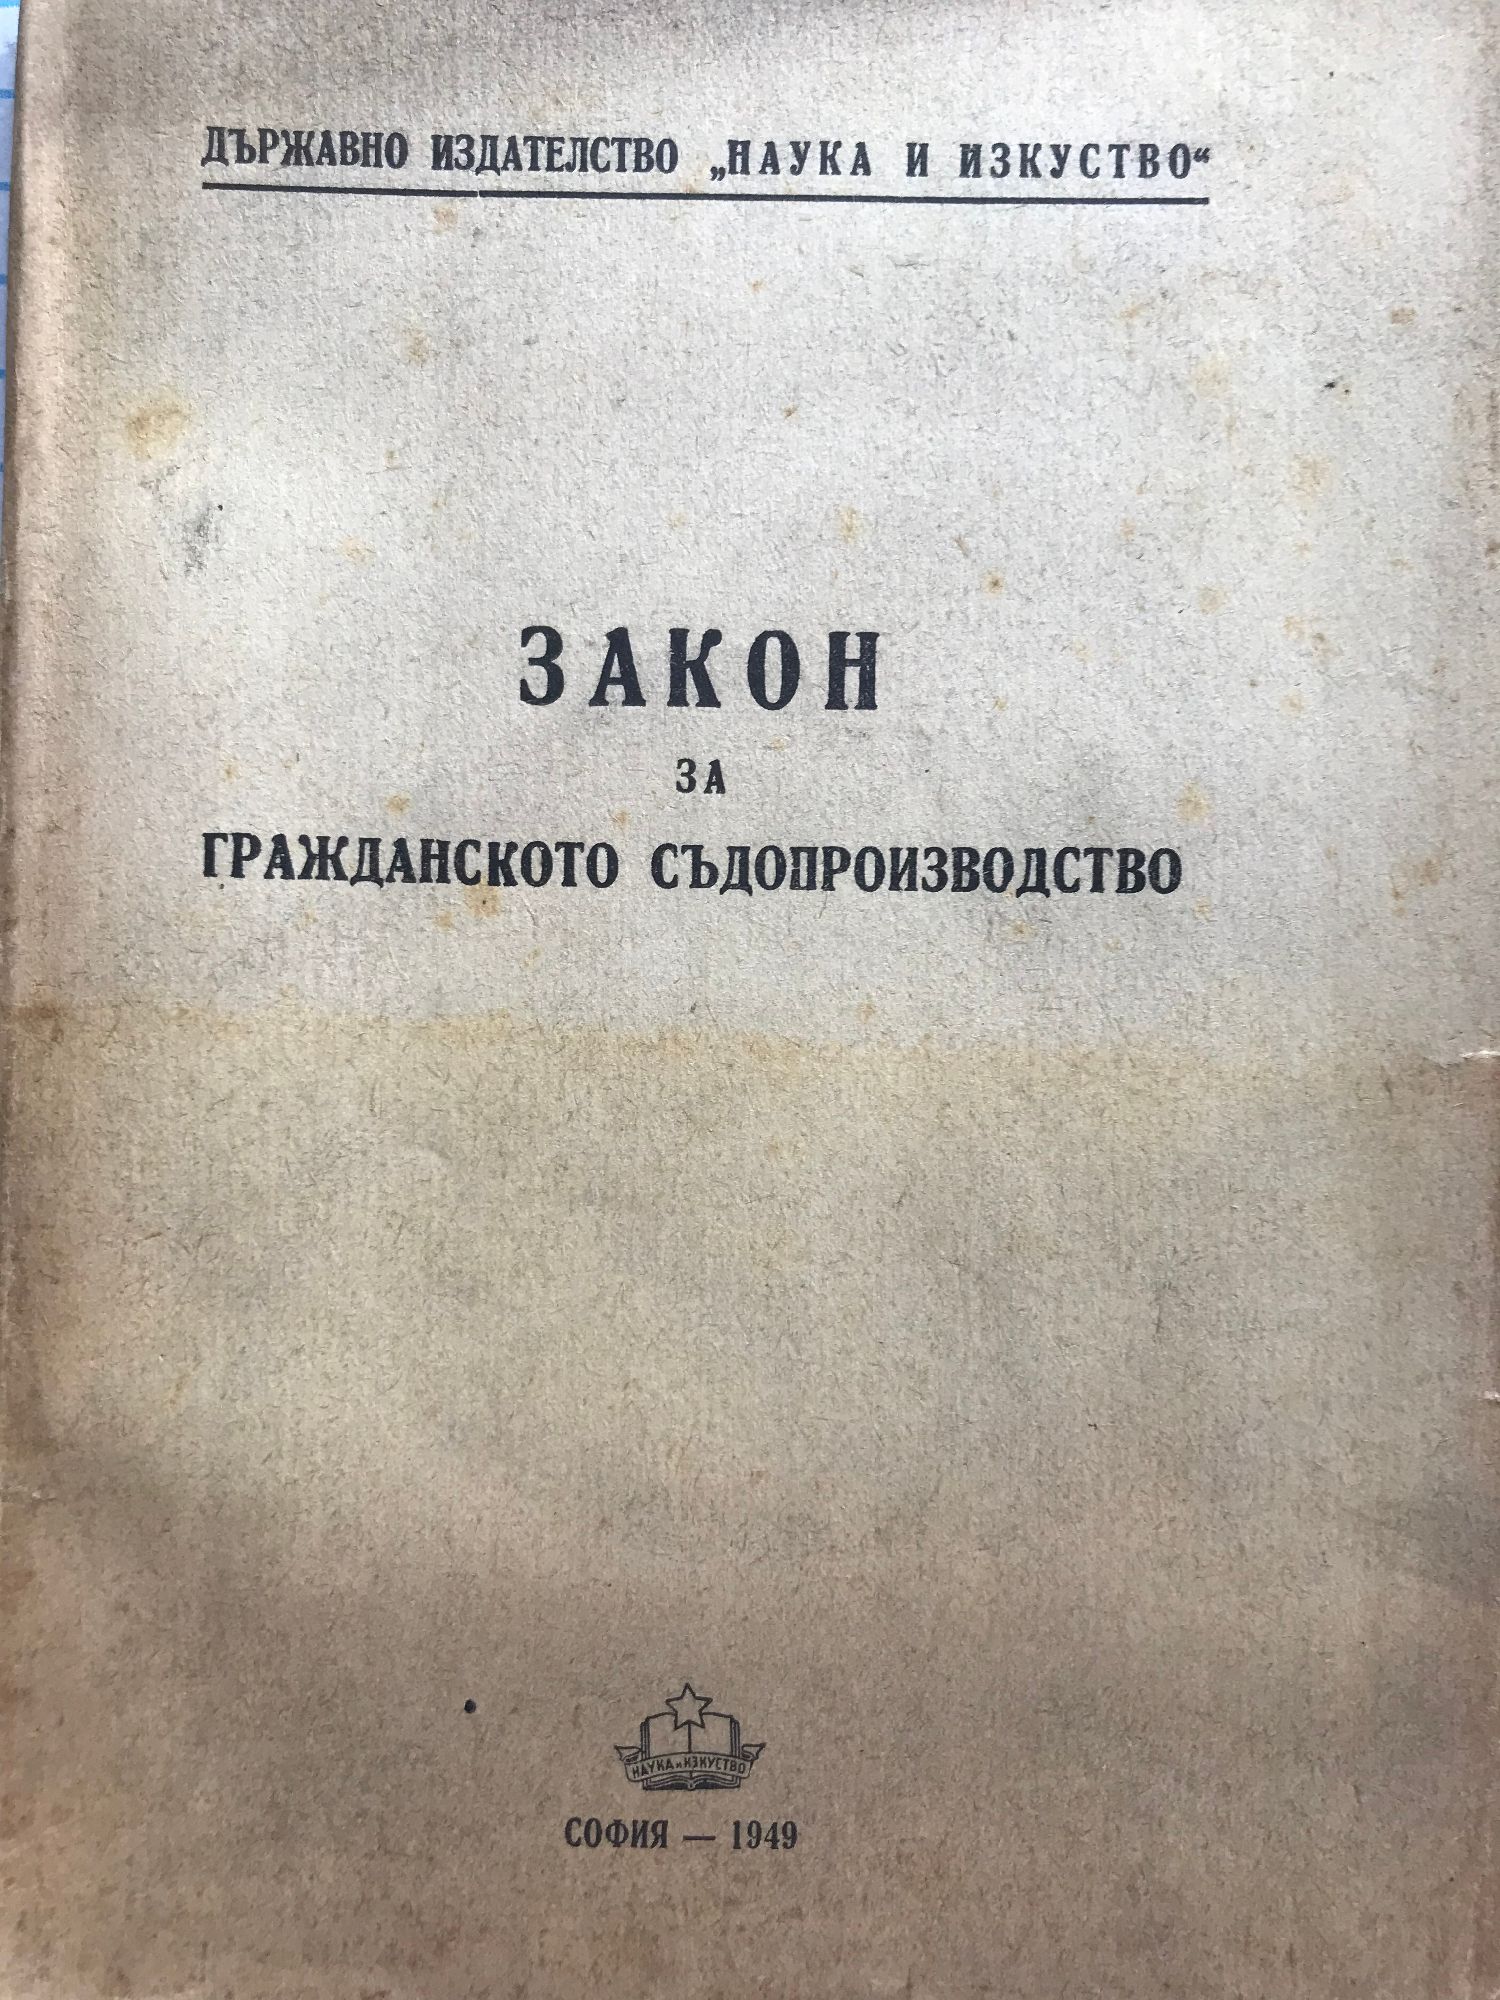 ДЪРЖАВНО ИЗДАТЕЛСТВО „НАУКА И ИЗКУСТВО“
ЗАКОН
ЗА
ГРАЖДАНСКОТО СЪДОПРОИЗВОДСТВО
НАУКА и ИЗКУСТВО
СОФИЯ — 1949